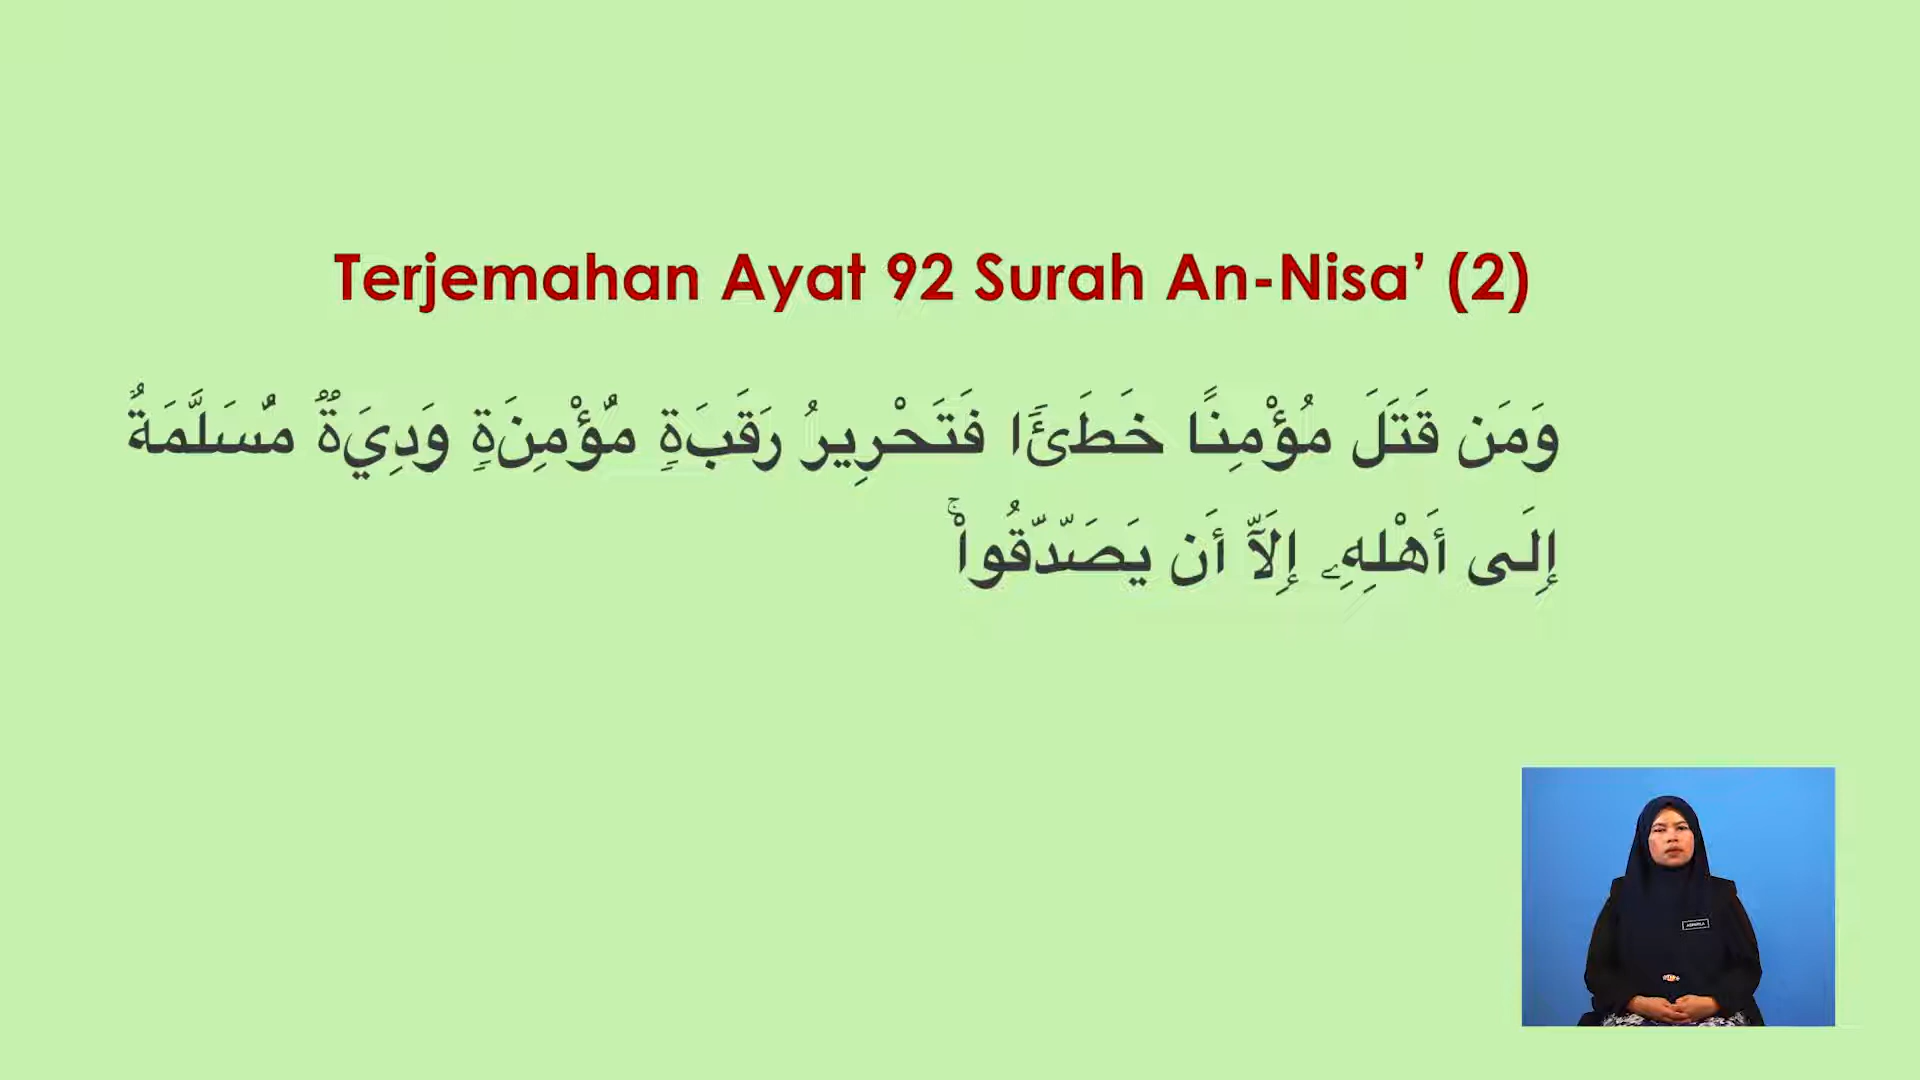 Terjemahan Ayat 92 Surah An-Nisa’ (2)
وَمَن قَتَلَ مُؤْمِنًا خَطَـًٔا فَتَحْرِيرُ رَقَبَةٍ مُّؤْمِنَةٍ وَدِيَةٌ مُّسَلَّمَةٌ
إِلَى أَهْلِهِۦ إِلَّآ أَن يَصَّدَّقُوا۟ ۚ